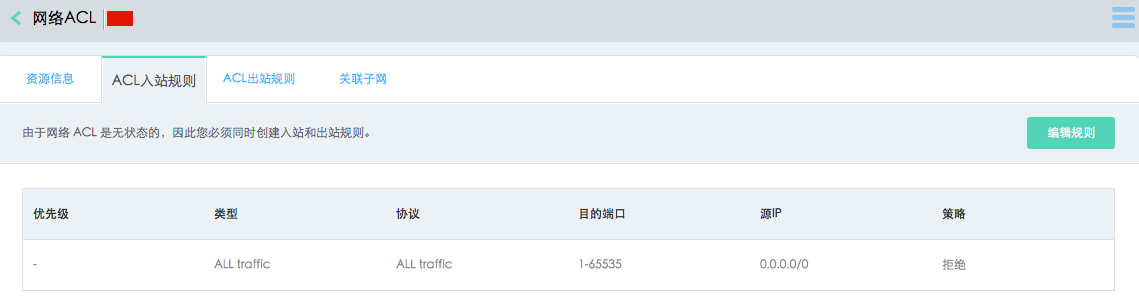 网络ACL
资源信息 ACL入站规则 ACL出站规则 关联子网
由于网络 ACL 是无状态的，因此您必须同时创建入站和出站规则。 编辑规则
优先级 类型 协议 目的端口 源IP 策略
- ALL traffic ALL traffic 1-65535 0.0.0.0/0 拒绝